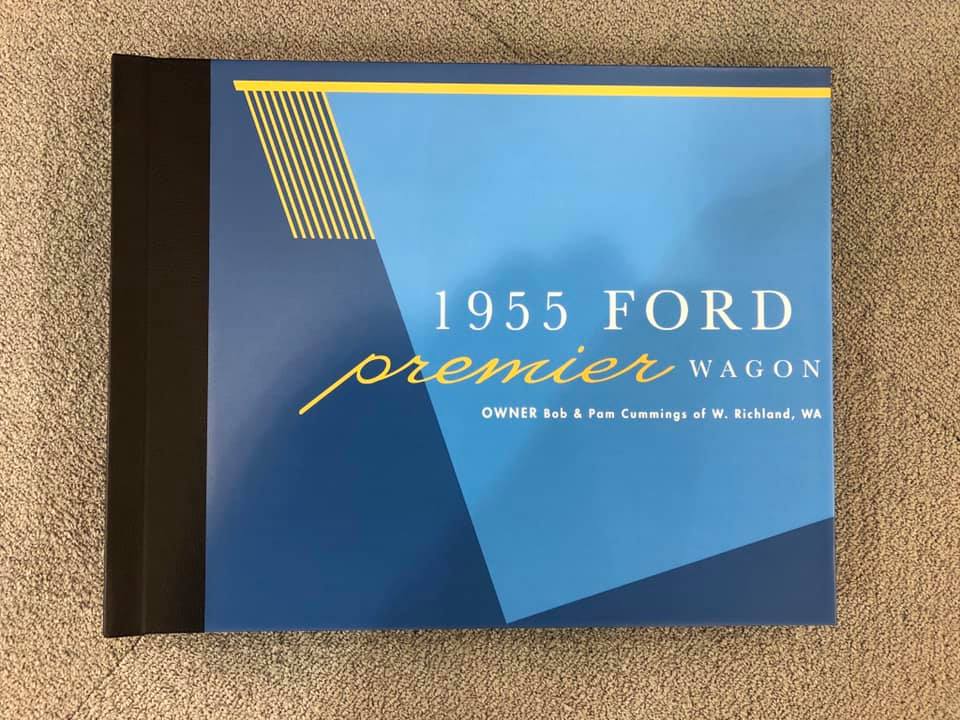 1955 FORD
premier WAGON
OWNER Bob & Pam Cummings of W. Richland, WA